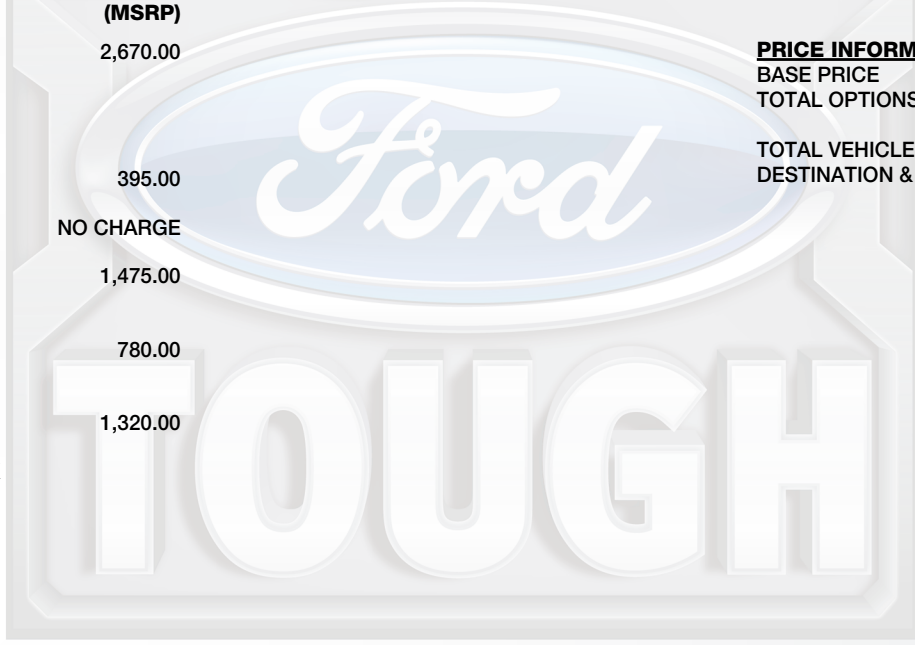 (MSRP)
2,670.00
395.00
NO CHARGE
1,475.00
780.00
1,320.00
PRICE INFORM
BASE PRICE
TOTAL OPTIONS
TOTAL VEHICLE
DESTINATION &
Ford
TOUGH